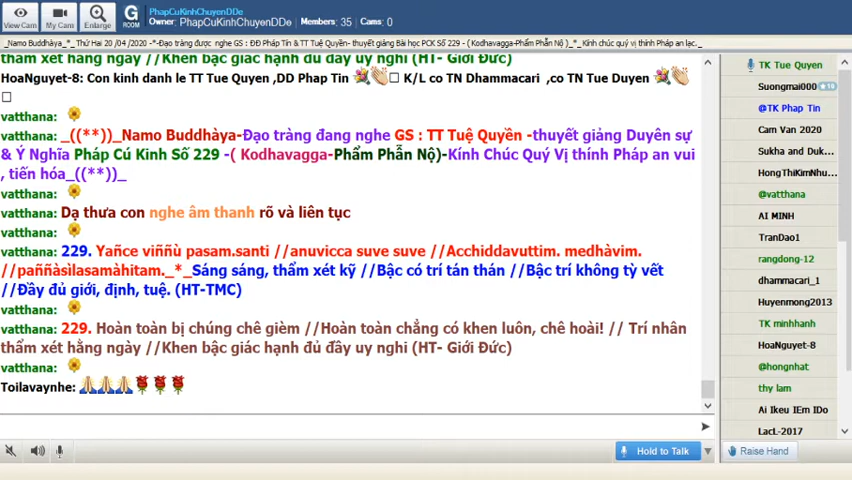 View Cam
My Cam
Enlarge
G
ROOM
PhapCuKinhChuyenDDe
Owner: PhapCuKinhChuyenDDe Members: 35 Cams: 0
_Namo Buddhàya_*_ Thứ Hai 20 /04 /2020 -*-Đạo tràng được nghe GS : ĐĐ Pháp Tín & TT Tuệ Quyền- thuyết giảng Bài học PCK Số 229 - ( Kodhavagga-Phẩm Phẫn Nộ )_*_ Kính chúc quý vị thính Pháp an lạc._
thẩm xét hằng ngày //Khen bậc giác hạnh đủ đầy uy nghi (HT- Giới Đức)
HoaNguyet-8: Con kinh danh le TT Tue Quyen ,DD Phap Tin 💐👏 K/L co TN Dhammacari ,co TN Tue Duyen 💐👏
vatthana: 🌻
vatthana: _((**))_Namo Buddhàya-Đạo tràng đang nghe GS : TT Tuệ Quyền -thuyết giảng Duyên sự
& Ý Nghĩa Pháp Cú Kinh Số 229 -( Kodhavagga-Phẩm Phẫn Nộ)-Kính Chúc Quý Vị thính Pháp an vui
, tiến hóa_((**))_
vatthana: 🌻
vatthana: Dạ thưa con nghe âm thanh rõ và liên tục
vatthana: 🌻
vatthana: 229. Yañce viññù pasam.santi //anuvicca suve suve //Acchiddavuttim. medhàvim.
//paññàsìlasamàhitam._*_Sáng sáng, thẩm xét kỹ //Bậc có trí tán thán //Bậc trí không tỳ vết
//Đầy đủ giới, định, tuệ. (HT-TMC)
vatthana: 🌻
vatthana: 229. Hoàn toàn bị chúng chê gièm //Hoàn toàn chẳng có khen luôn, chê hoài! // Trí nhân
thẩm xét hằng ngày //Khen bậc giác hạnh đủ đầy uy nghi (HT- Giới Đức)
vatthana: 🌻
Toilavaynhe: 🙏🙏🙏🌹🌹🌹
Hold to Talk
TK Tue Quyen
Suongmai000 10
@TK Phap Tin
Cam Van 2020
Sukha and Duk...
HongThiKimNhu...
@vatthana
AI MINH
TranDao1
rangdong-12
dhammacari_1
Huyenmong2013
TK minhhanh
HoaNguyet-8
@hongnhat
thy lam
Ai Ikeu IEm IDo
LacL-2017
Raise Hand